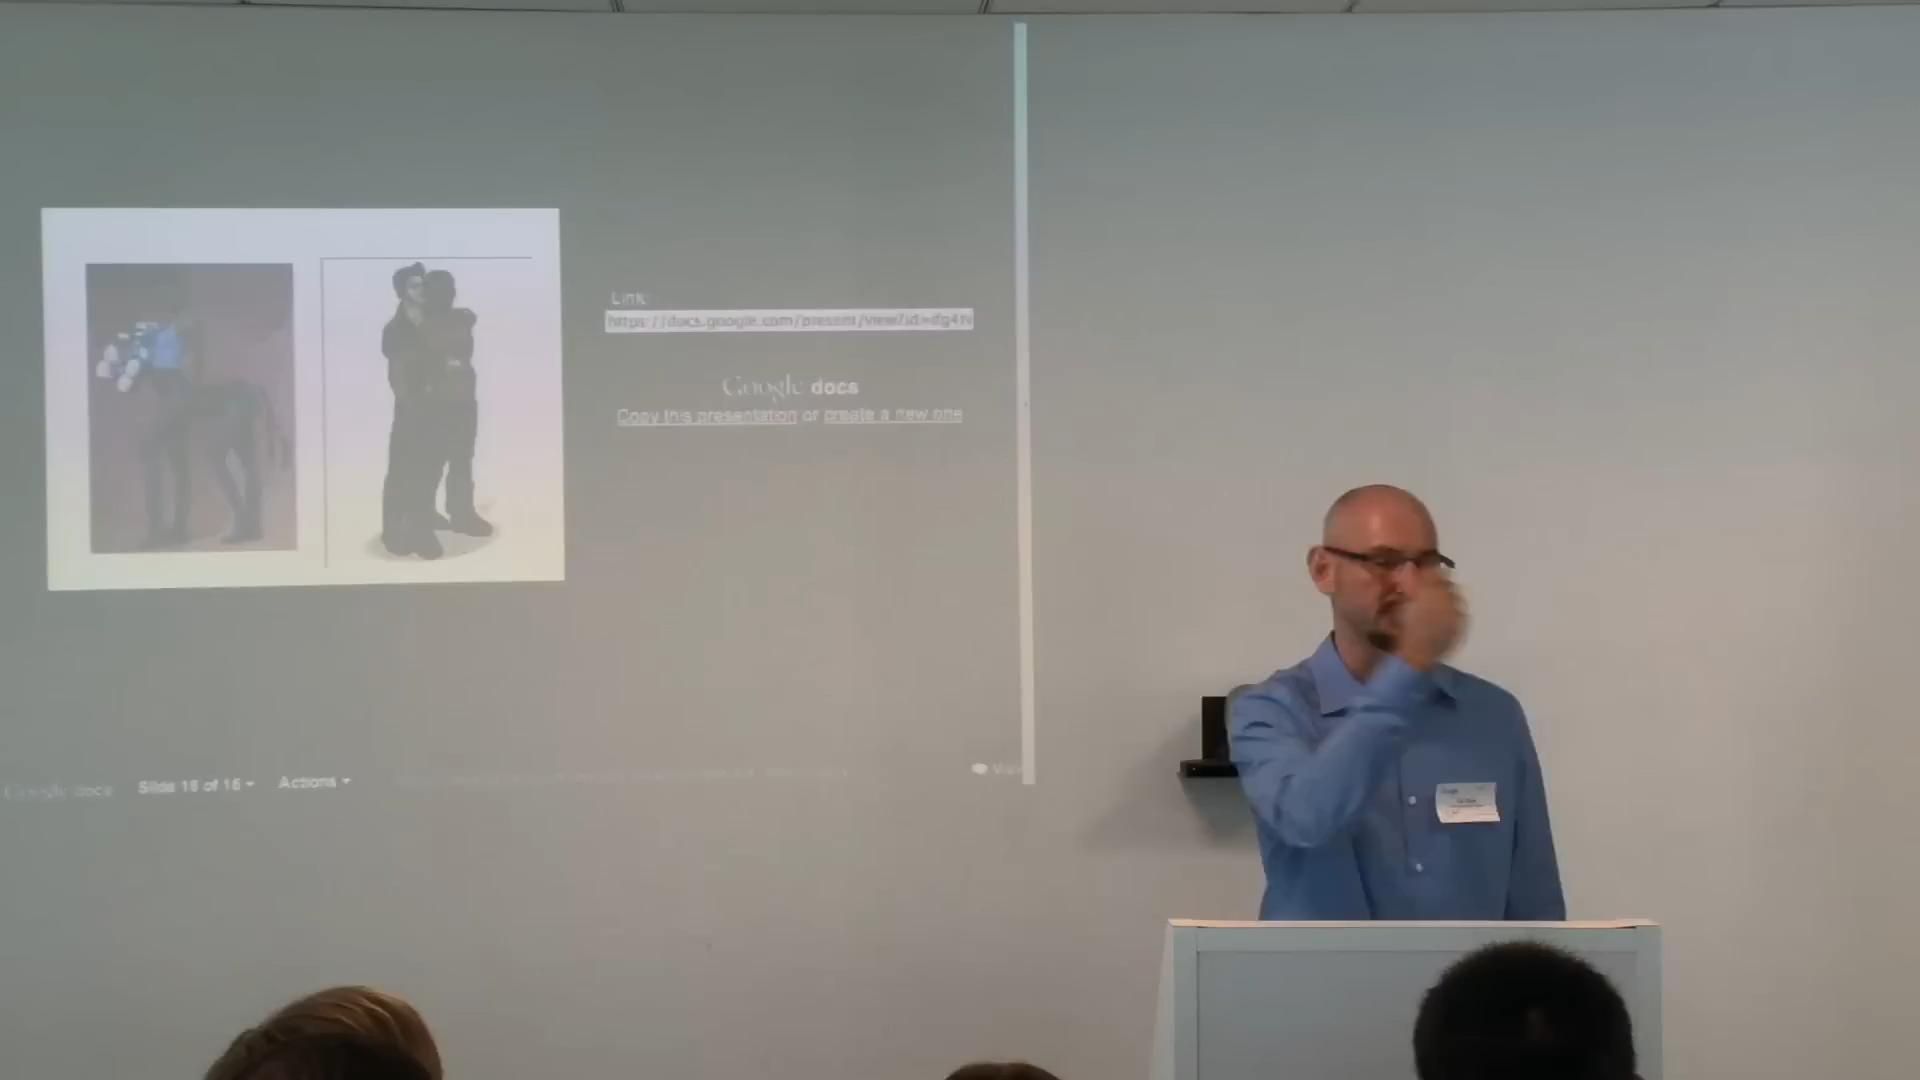 Link:
https://docs.google.com/present/view?id=dg4tv
Google docs
Copy this presentation or create a new one
Google docs Slide 16 of 16 Actions